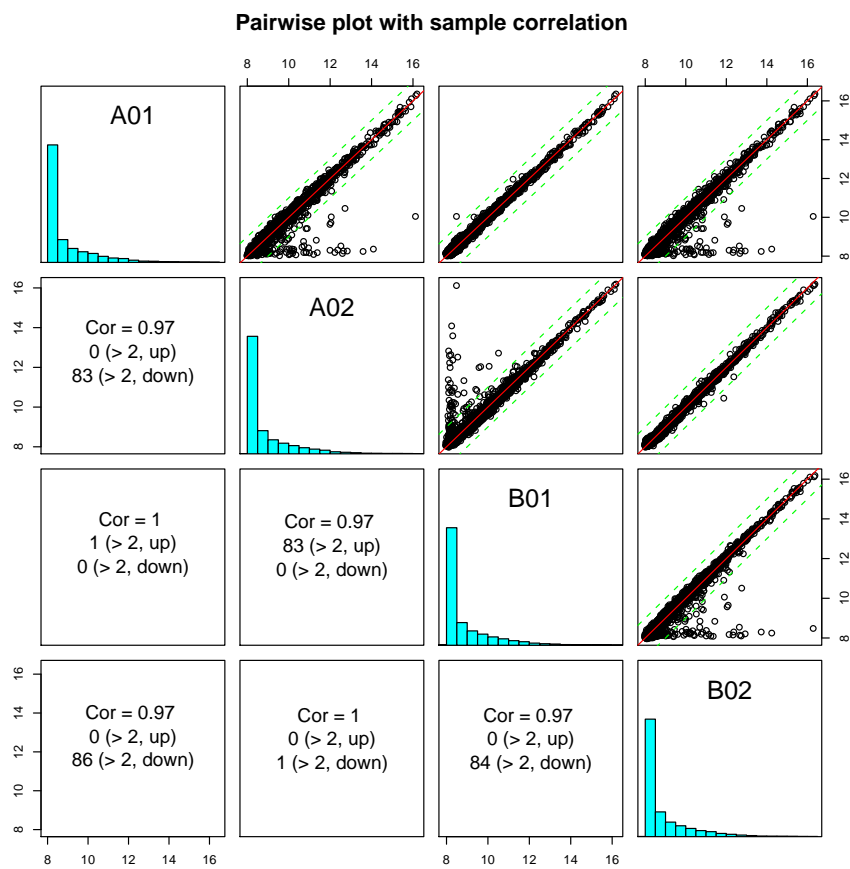 Pairwise plot with sample correlation
8 10 12 14 16 8 10 12 14 16
A01
8 10 12 14 16
8 10 12 14 16
Cor = 0.97
0 (> 2, up)
83 (> 2, down)
A02
Cor = 1
1 (> 2, up)
0 (> 2, down)
Cor = 0.97
83 (> 2, up)
0 (> 2, down)
B01
8 10 12 14 16
8 10 12 14 16
Cor = 0.97
0 (> 2, up)
86 (> 2, down)
Cor = 1
0 (> 2, up)
1 (> 2, down)
Cor = 0.97
0 (> 2, up)
84 (> 2, down)
B02
8 10 12 14 16 8 10 12 14 16